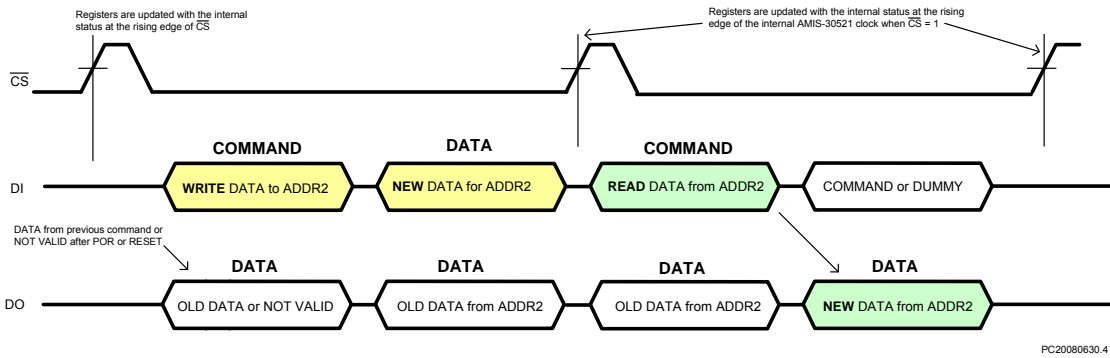 Registers are updated with the internal
status at the rising edge of CS
Registers are updated with the internal status at the rising
edge of the internal AMIS-30521 clock when CS = 1
CS
COMMAND
DATA
COMMAND
DI
WRITE DATA to ADDR2
NEW DATA for ADDR2
READ DATA from ADDR2
COMMAND or DUMMY
DATA from previous command or
NOT VALID after POR or RESET
DATA
DATA
DATA
DATA
DO
OLD DATA or NOT VALID
OLD DATA from ADDR2
OLD DATA from ADDR2
NEW DATA from ADDR2
PC20080630.4